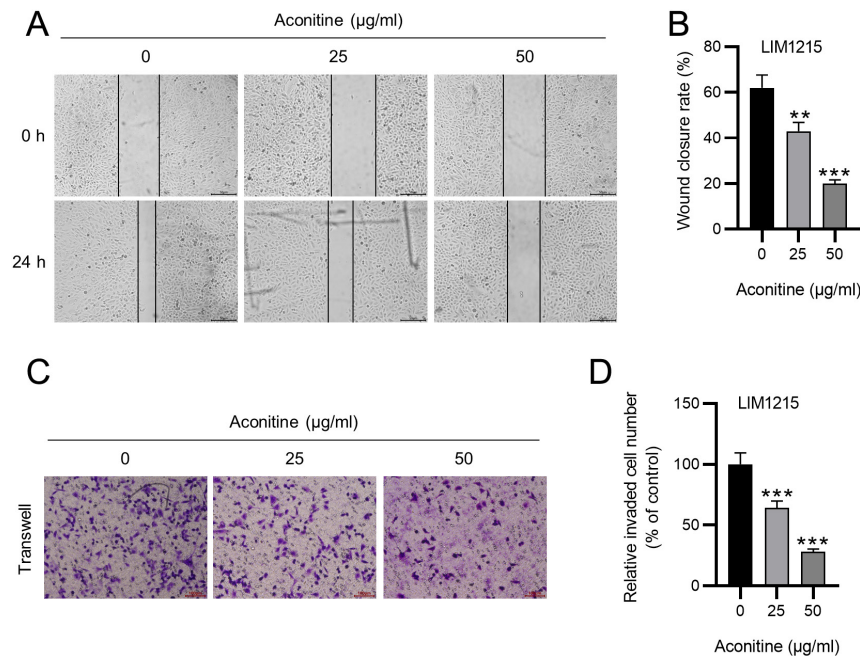 A
Aconitine (μg/ml)
0 25 50
0 h
24 h
B
LIM1215
Wound closure rate (%)
80
60
40
20
0
**
***
0 25 50
Aconitine (μg/ml)
C
Aconitine (μg/ml)
0 25 50
Transwell
D
LIM1215
Relative invaded cell number
(% of control)
150
100
50
0
***
***
0 25 50
Aconitine (μg/ml)